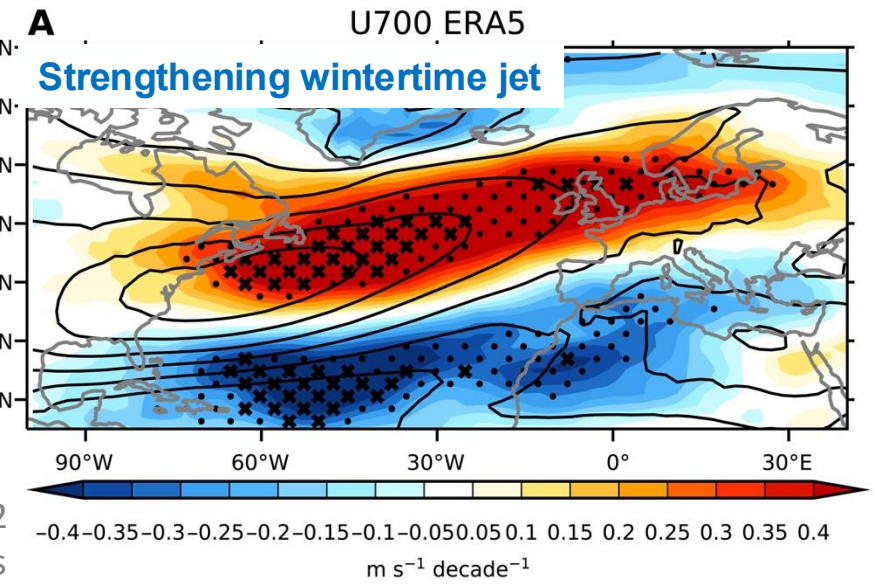 A
U700 ERA5
Strengthening wintertime jet
N
N
N
N
N
N
N
90°W 60°W 30°W 0° 30°E
-0.4-0.35-0.3-0.25-0.2-0.15-0.1-0.050.05 0.1 0.15 0.2 0.25 0.3 0.35 0.4
m s⁻¹ decade⁻¹
2
s